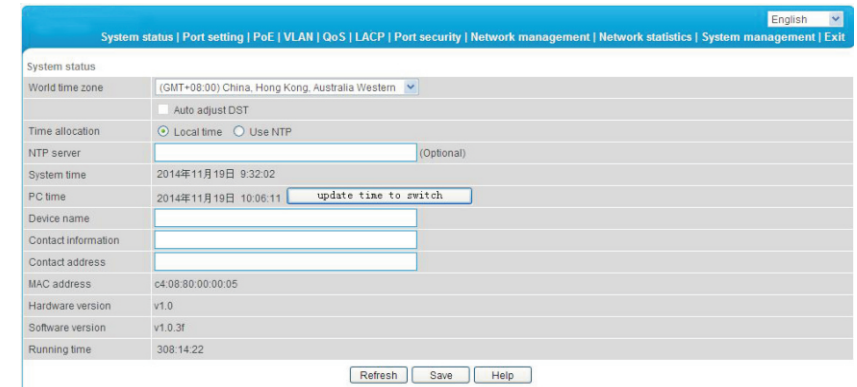 English
System status | Port setting | PoE | VLAN | QoS | LACP | Port security | Network management | Network statistics | System management | Exit
System status
World time zone (GMT+08:00) China, Hong Kong, Australia Western
Auto adjust DST
Time allocation Local time Use NTP
NTP server (Optional)
System time 2014年11月19日 9:32:02
PC time 2014年11月19日 10:06:11 update time to switch
Device name
Contact information
Contact address
MAC address c4:08:80:00:00:05
Hardware version v1.0
Software version v1.0.3f
Running time 308:14:22
Refresh Save Help